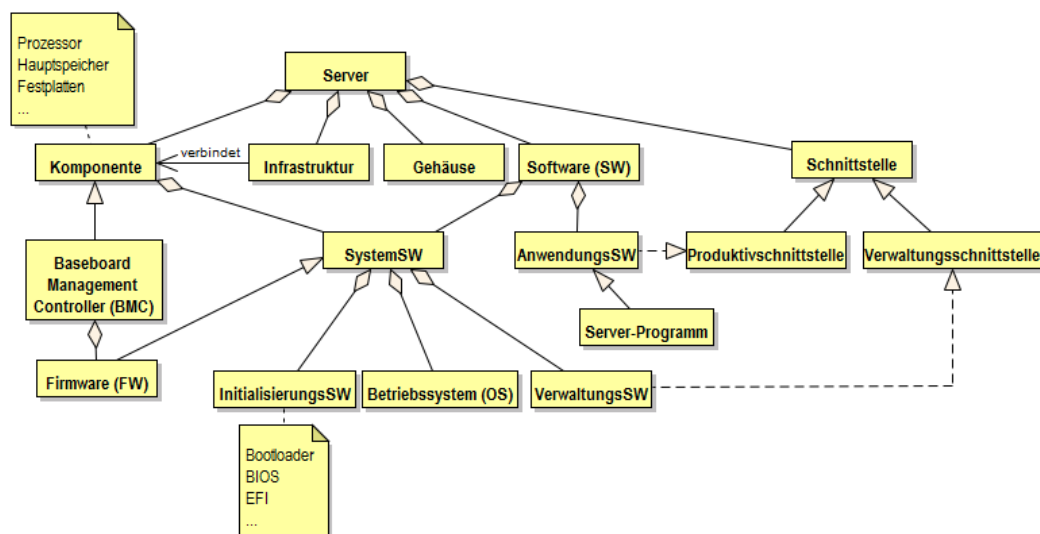 Prozessor
Hauptspeicher
Festplatten
...
Server
Komponente
verbindet
Infrastruktur
Gehäuse
Software (SW)
Schnittstelle
Baseboard
Management
Controller (BMC)
SystemSW
AnwendungsSW
Produktivschnittstelle
Verwaltungsschnittstelle
Server-Programm
Firmware (FW)
InitialisierungsSW
Betriebssystem (OS)
VerwaltungsSW
Bootloader
BIOS
EFI
...